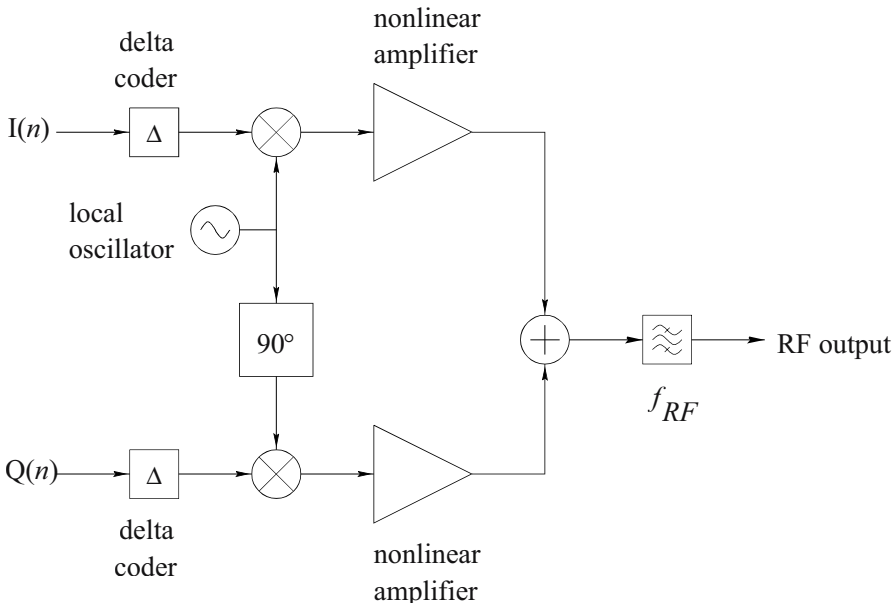 nonlinear
amplifier
delta
coder
I(n)
Δ
local
oscillator
90°
RF output
f_RF
Q(n)
Δ
delta
coder
nonlinear
amplifier